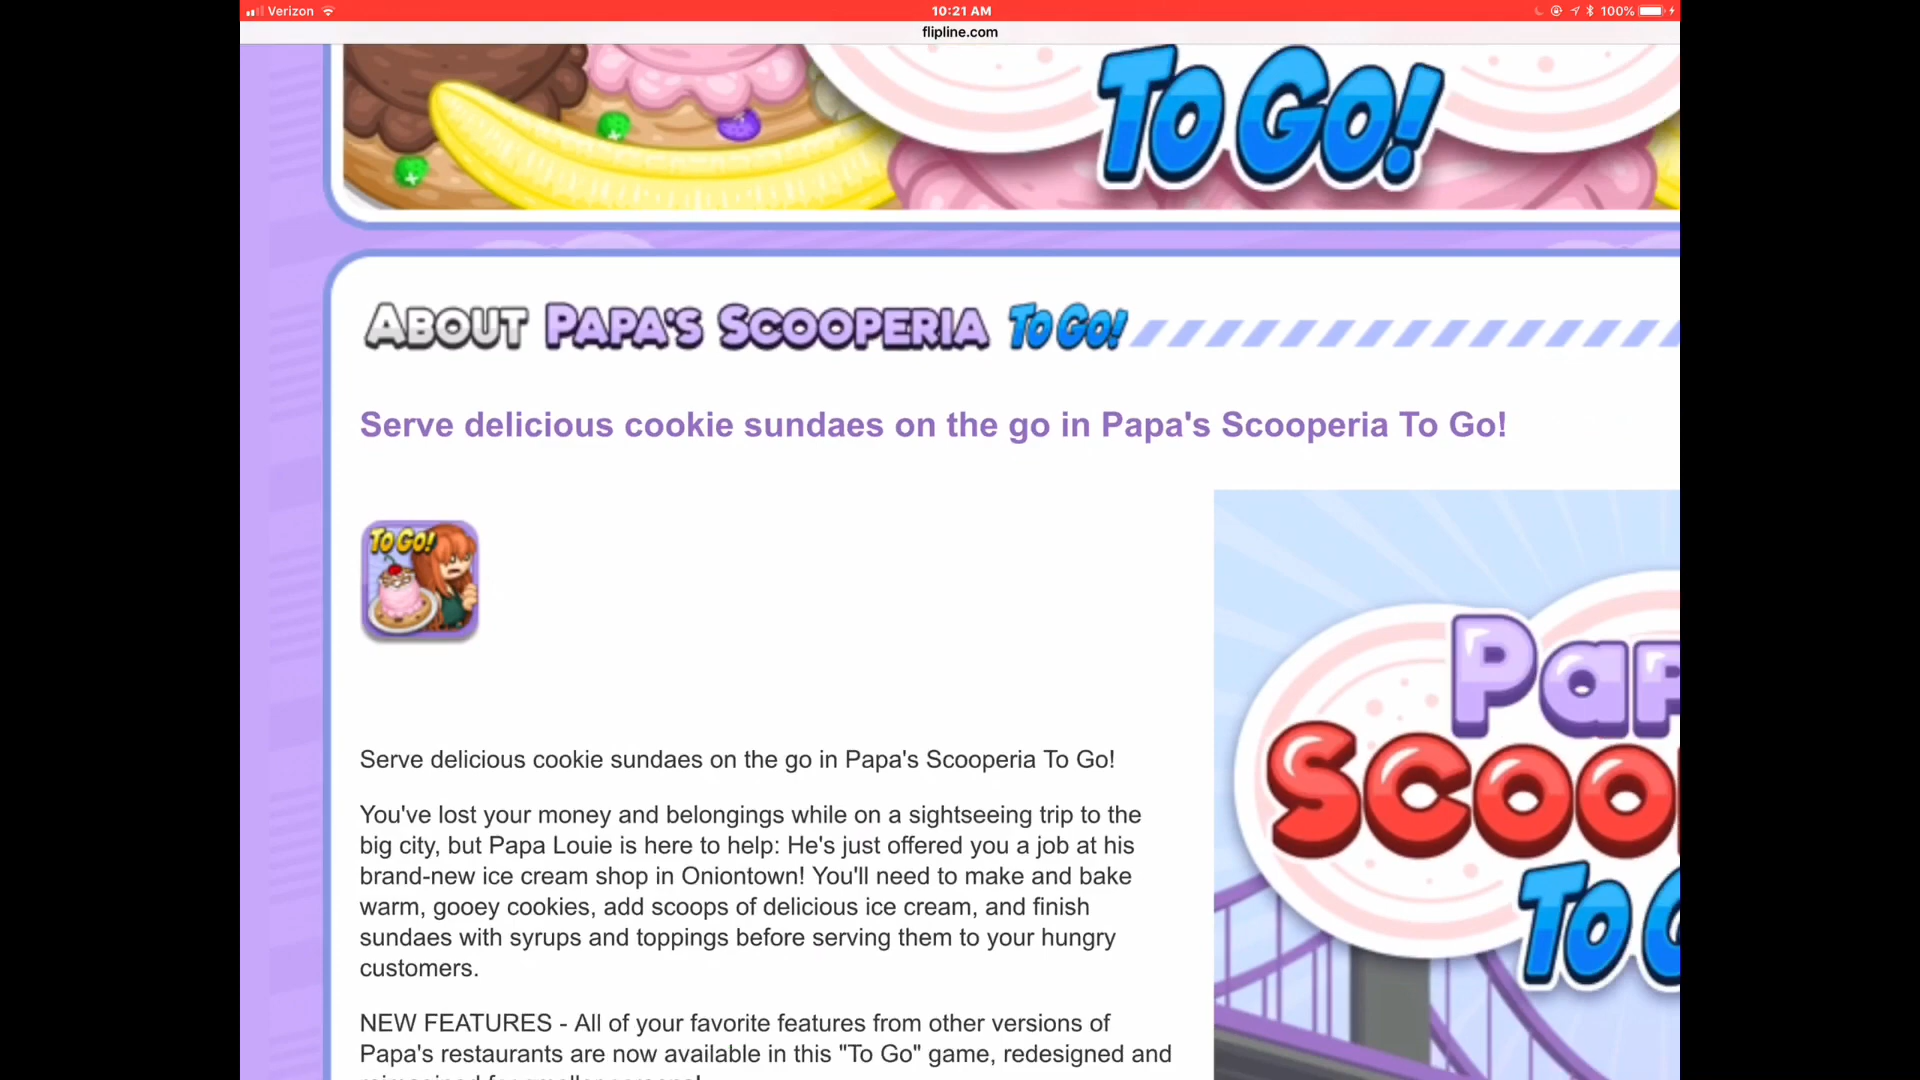 Verizon
10:21 AM
100%
flipline.com
TO GO!
ABOUT PAPA'S SCOOPERIA TO GO!
Serve delicious cookie sundaes on the go in Papa's Scooperia To Go!
TO GO!
Serve delicious cookie sundaes on the go in Papa's Scooperia To Go!
You've lost your money and belongings while on a sightseeing trip to the
big city, but Papa Louie is here to help: He's just offered you a job at his
brand-new ice cream shop in Oniontown! You'll need to make and bake
warm, gooey cookies, add scoops of delicious ice cream, and finish
sundaes with syrups and toppings before serving them to your hungry
customers.
NEW FEATURES - All of your favorite features from other versions of
Papa's restaurants are now available in this "To Go" game, redesigned and
Pap
SCOO
TO G